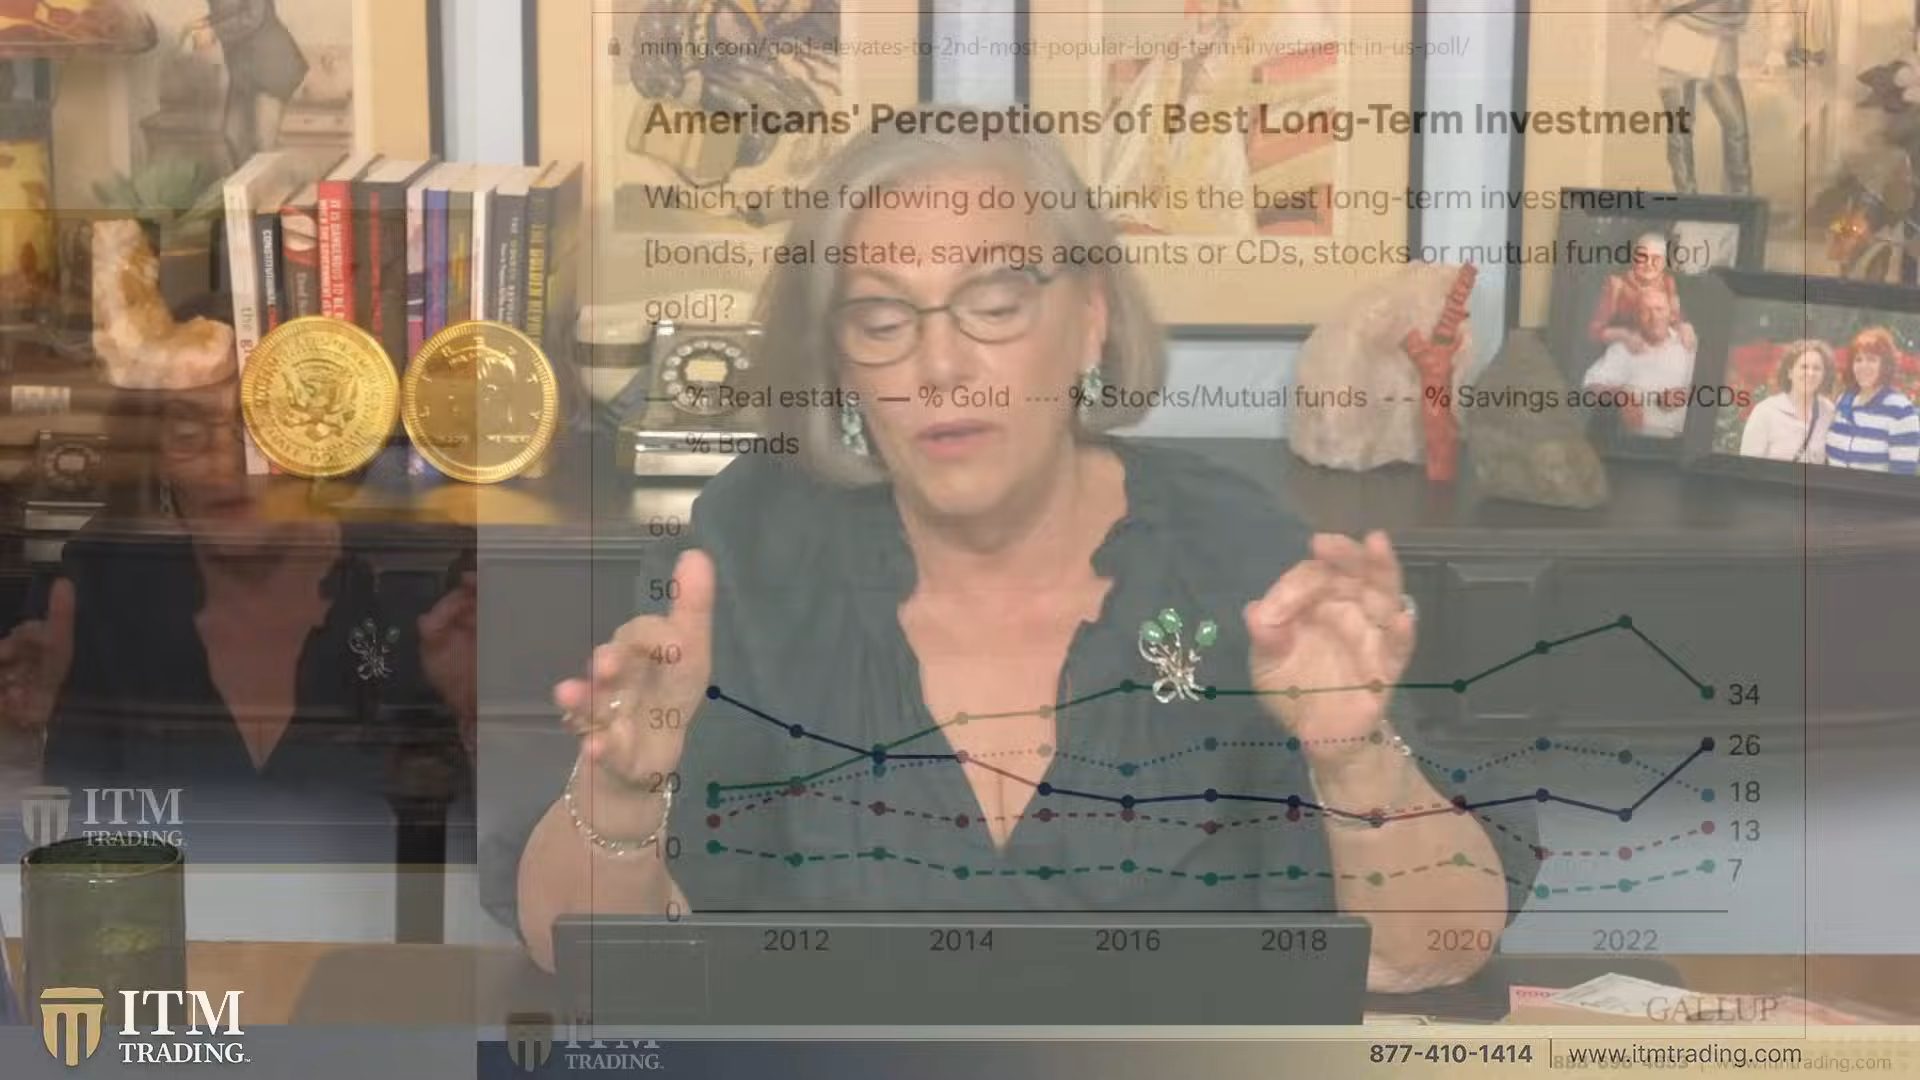 mining.com/gold-elevates-to-2nd-most-popular-long-term-investment-in-us-poll/
Americans' Perceptions of Best Long-Term Investment
Which of the following do you think is the best long-term investment --
[bonds, real estate, savings accounts or CDs, stocks or mutual funds, (or)
gold]?
% Real estate % Gold % Stocks/Mutual funds % Savings accounts/CDs
% Bonds
60
50
40
30
20
10
0
34
26
18
13
7
2012 2014 2016 2018 2020 2022
GALLUP
ITM
TRADING
ITM
TRADING
ITM
TRADING
877-410-1414 | www.itmtrading.com